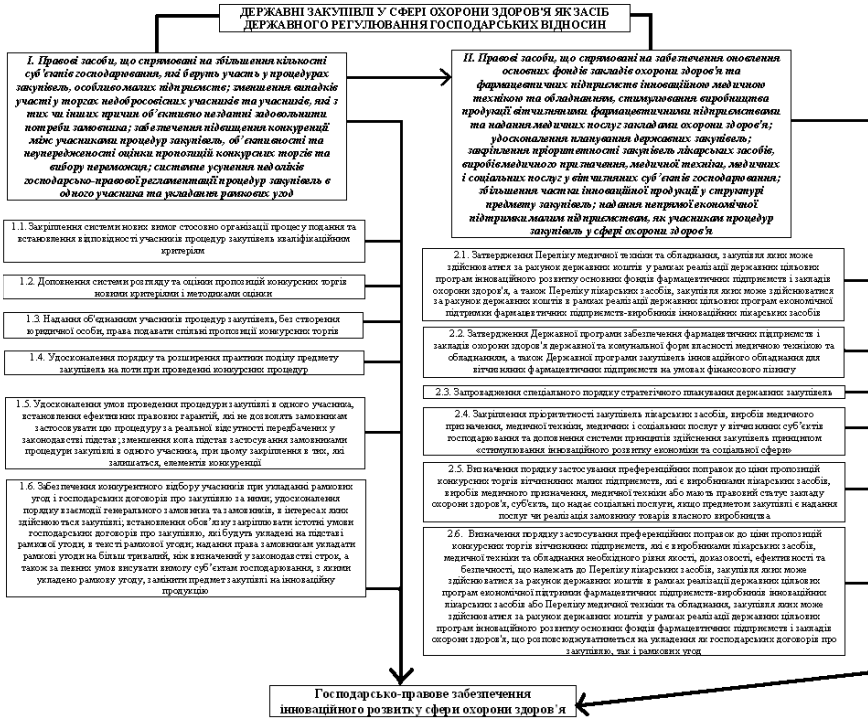 ДЕРЖАВНІ ЗАКУПІВЛІ У СФЕРІ ОХОРОНИ ЗДОРОВ'Я ЯК ЗАСІБ
ДЕРЖАВНОГО РЕГУЛЮВАННЯ ГОСПОДАРСЬКИХ ВІДНОСИН
І. Правові засоби, що спрямовані на збільшення кількості
суб'єктів господарювання, які беруть участь у процедурах
закупівель, особливо малих підприємств; зменшення випадків
участі у торгах недобросовісних учасників та учасників, які з
тих чи інших причин об'єктивно нездатні задовольнити
потреби замовника; забезпечення підвищення конкуренції
між учасниками процедур закупівель, об'єктивності та
неупередженості оцінки пропозицій конкурсних торгів та
вибору переможця; системне усунення недоліків
господарсько-правової регламентації процедур закупівель в
одного учасника та укладання рамкових угод
1.1. Закріплення системи нових вимог стосовно організації процесу подання та
встановлення відповідності учасників процедур закупівель кваліфікаційним
критеріям
1.2. Доповнення системи розгляду та оцінки пропозицій конкурсних торгів
новими критеріями і методиками оцінки
1.3. Надання об'єднанням учасників процедур закупівель, без створення
юридичної особи, права подавати спільні пропозиції конкурсних торгів
1.4. Удосконалення порядку та розширення практики поділу предмету
закупівель на лоти при проведенні конкурсних процедур
1.5. Удосконалення умов проведення процедури закупівлі в одного учасника,
встановлення ефективних правових гарантій, які не дозволять замовникам
застосовувати цю процедуру за реальної відсутності передбачених у
законодавстві підстав; зменшення кола підстав застосування замовниками
процедури закупівлі в одного учасника, при цьому закріплення в тих, які
залишаться, елементів конкуренції
1.6. Забезпечення конкурентного відбору учасників при укладанні рамкових
угод і господарських договорів про закупівлю за ними; удосконалення
порядку взаємодії генерального замовника та замовників, в інтересах яких
здійснюються закупівлі; встановлення обов'язку закріплювати істотні умови
господарських договорів про закупівлю, які будуть укладені на підставі
рамкової угоди, в тексті рамкової угоди; надання права замовникам укладати
рамкові угоди на більш тривалий, ніж визначений у законодавстві строк, а
також за певних умов висувати вимогу суб'єктам господарювання, з якими
укладено рамкову угоду, замінити предмет закупівлі на інноваційну
продукцію
ІІ. Правові засоби, що спрямовані на забезпечення оновлення
основних фондів закладів охорони здоров'я та
фармацевтичних підприємств інноваційною медичною
технікою та обладнанням, стимулювання виробництва
продукції вітчизняними фармацевтичними підприємствами
та надання медичних послуг закладами охорони здоров'я;
удосконалення планування державних закупівель;
закріплення пріоритетності закупівель лікарських засобів,
виробів медичного призначення, медичної техніки, медичних
і соціальних послуг у вітчизняних суб'єктів господарювання;
збільшення частки інноваційної продукції у структурі
предмету закупівель; надання непрямої економічної
підтримки малим підприємствам, як учасникам процедур
закупівель у сфері охорони здоров'я
2.1. Затвердження Переліку медичної техніки та обладнання, закупівля яких може
здійснюватися за рахунок державних коштів у рамках реалізації державних цільових
програм інноваційного розвитку основних фондів фармацевтичних підприємств і закладів
охорони здоров'я, а також Переліку лікарських засобів, закупівля яких може здійснюватися
за рахунок державних коштів в рамках реалізації державних цільових програм економічної
підтримки фармацевтичних підприємств-виробників інноваційних лікарських засобів
2.2. Затвердження Державної програми забезпечення фармацевтичних підприємств і
закладів охорони здоров'я державної та комунальної форм власності медичною технікою та
обладнанням, а також Державної програми закупівель інноваційного обладнання для
вітчизняних фармацевтичних підприємств на умовах фінансового лізингу
2.3. Запровадження спеціального порядку стратегічного планування державних закупівель
2.4. Закріплення пріоритетності закупівель лікарських засобів, виробів медичного
призначення, медичної техніки, медичних і соціальних послуг у вітчизняних суб'єктів
господарювання та доповнення системи принципів здійснення закупівель принципом
«стимулювання інноваційного розвитку економіки та соціальної сфери»
2.5. Визначення порядку застосування преференційних поправок до ціни пропозицій
конкурсних торгів вітчизняних малих підприємств, які є виробниками лікарських засобів,
виробів медичного призначення, медичної техніки або мають правовий статус закладу
охорони здоров'я, суб'єкта, що надає соціальні послуги, якщо предметом закупівлі є надання
послуг чи реалізація замовнику товарів власного виробництва
2.6. Визначення порядку застосування преференційних поправок до ціни пропозицій
конкурсних торгів вітчизняних підприємств, які є виробниками лікарських засобів,
медичної техніки та обладнання необхідного рівня якості, доказовості, ефективності та
безпечності, що належать до Переліку лікарських засобів, закупівля яких може
здійснюватися за рахунок державних коштів в рамках реалізації державних цільових
програм економічної підтримки фармацевтичних підприємств-виробників інноваційних
лікарських засобів або Переліку медичної техніки та обладнання, закупівля яких може
здійснюватися за рахунок державних коштів у рамках реалізації державних цільових
програм інноваційного розвитку основних фондів фармацевтичних підприємств і закладів
охорони здоров'я, що розповсюджуватиметься на укладення як господарських договорів про
закупівлю, так і рамкових угод
Господарсько-правове забезпечення
інноваційного розвитку сфери охорони здоров'я